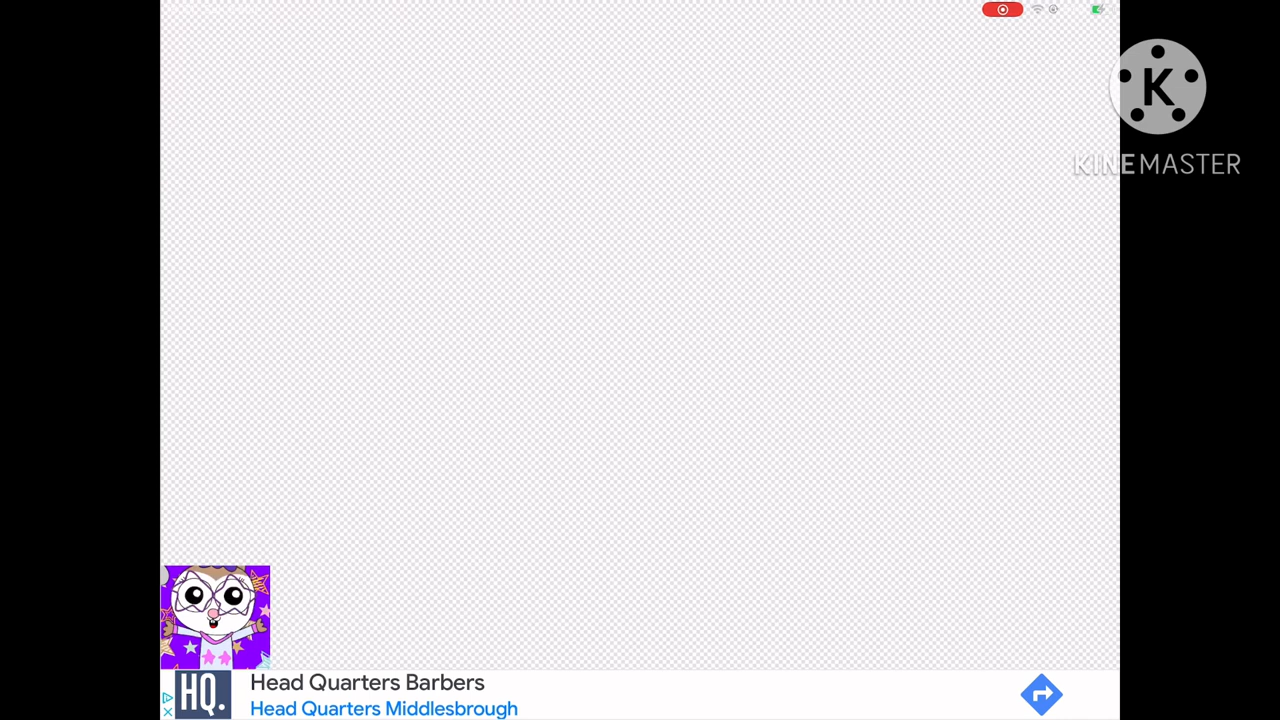 K
KINEMASTER
HQ.
Head Quarters Barbers
Head Quarters Middlesbrough